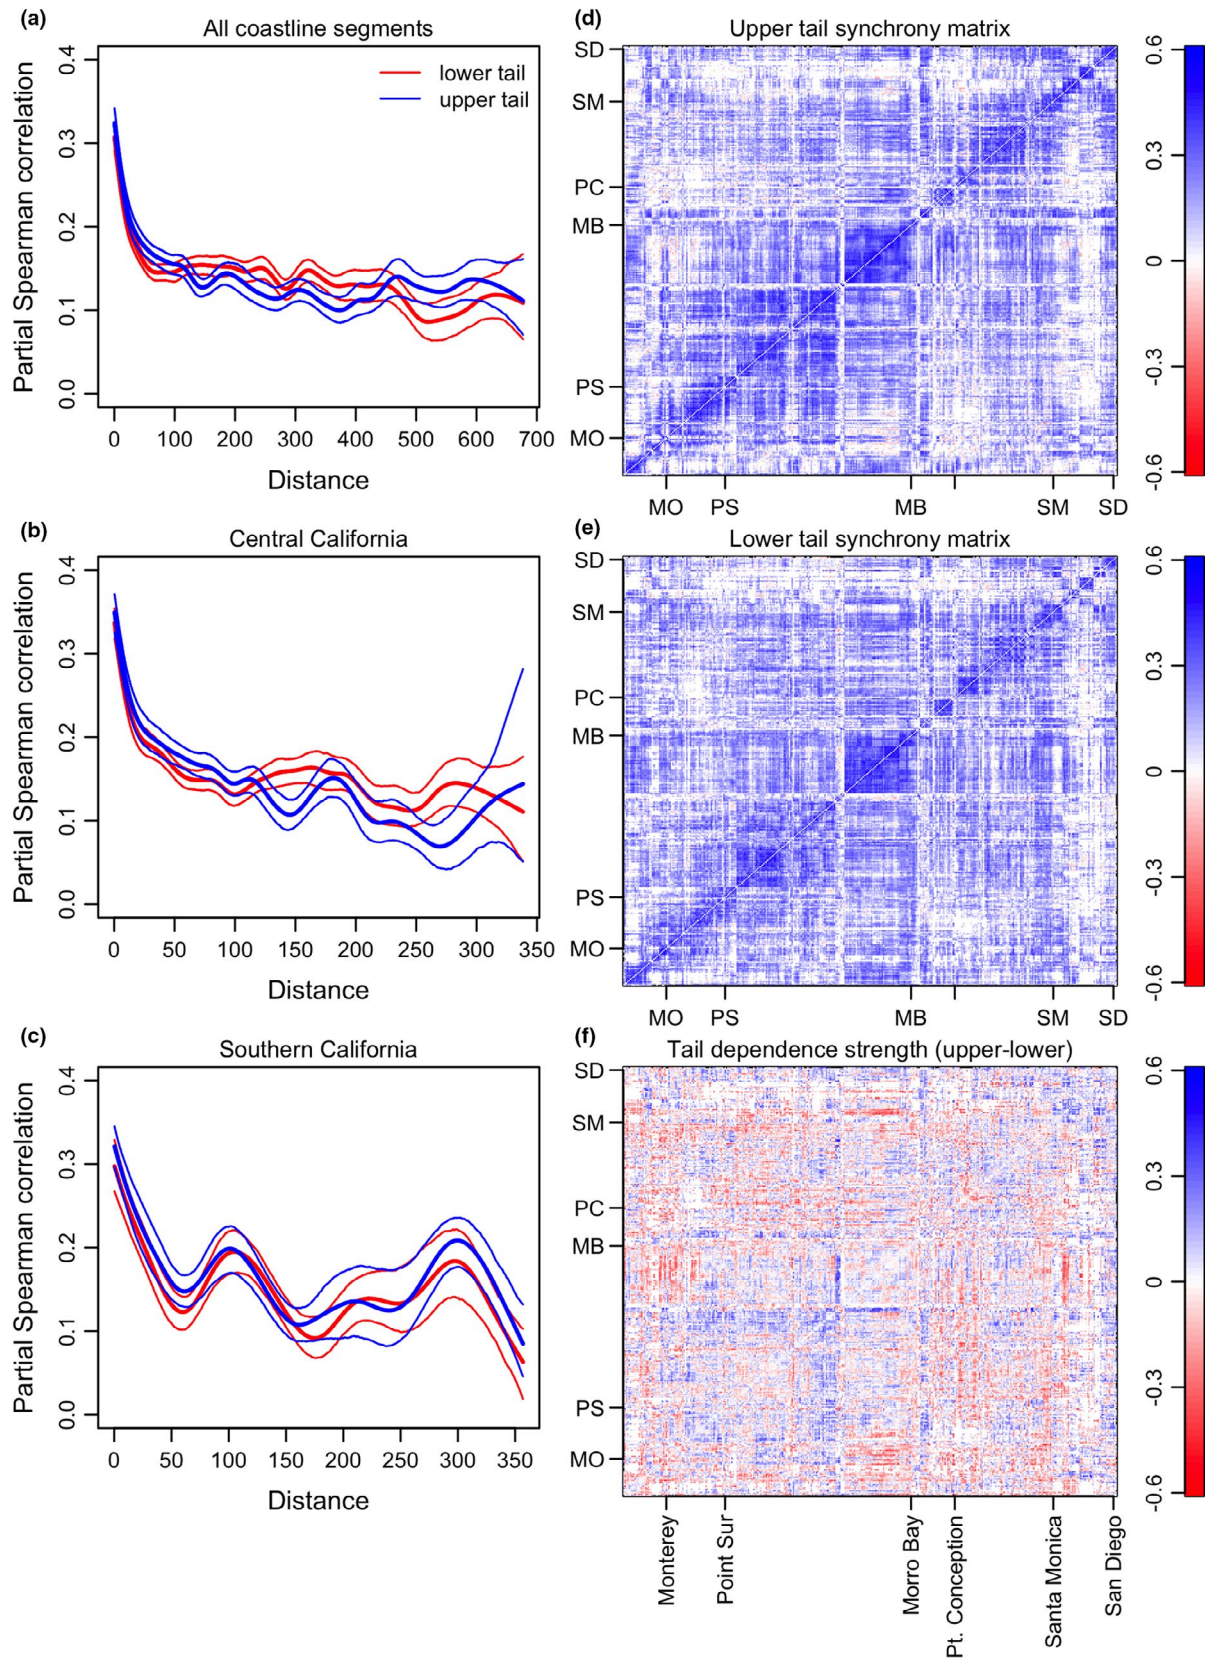 (a)
All coastline segments
lower tail
upper tail
Partial Spearman correlation
0.4
0.3
0.2
0.1
0.0
0 100 200 300 400 500 600 700
Distance
(d)
Upper tail synchrony matrix
SD
SM
PC
MB
PS
MO
MO PS MB SM SD
0.6
0.3
0
-0.3
-0.6
(b)
Central California
Partial Spearman correlation
0.4
0.3
0.2
0.1
0.0
0 50 100 150 200 250 300 350
Distance
(e)
Lower tail synchrony matrix
SD
SM
PC
MB
PS
MO
MO PS MB SM SD
0.6
0.3
0
-0.3
-0.6
(c)
Southern California
Partial Spearman correlation
0.4
0.3
0.2
0.1
0.0
0 50 100 150 200 250 300 350
Distance
(f)
Tail dependence strength (upper-lower)
SD
SM
PC
MB
PS
MO
Monterey
Point Sur
Morro Bay
Pt. Conception
Santa Monica
San Diego
0.6
0.3
0
-0.3
-0.6